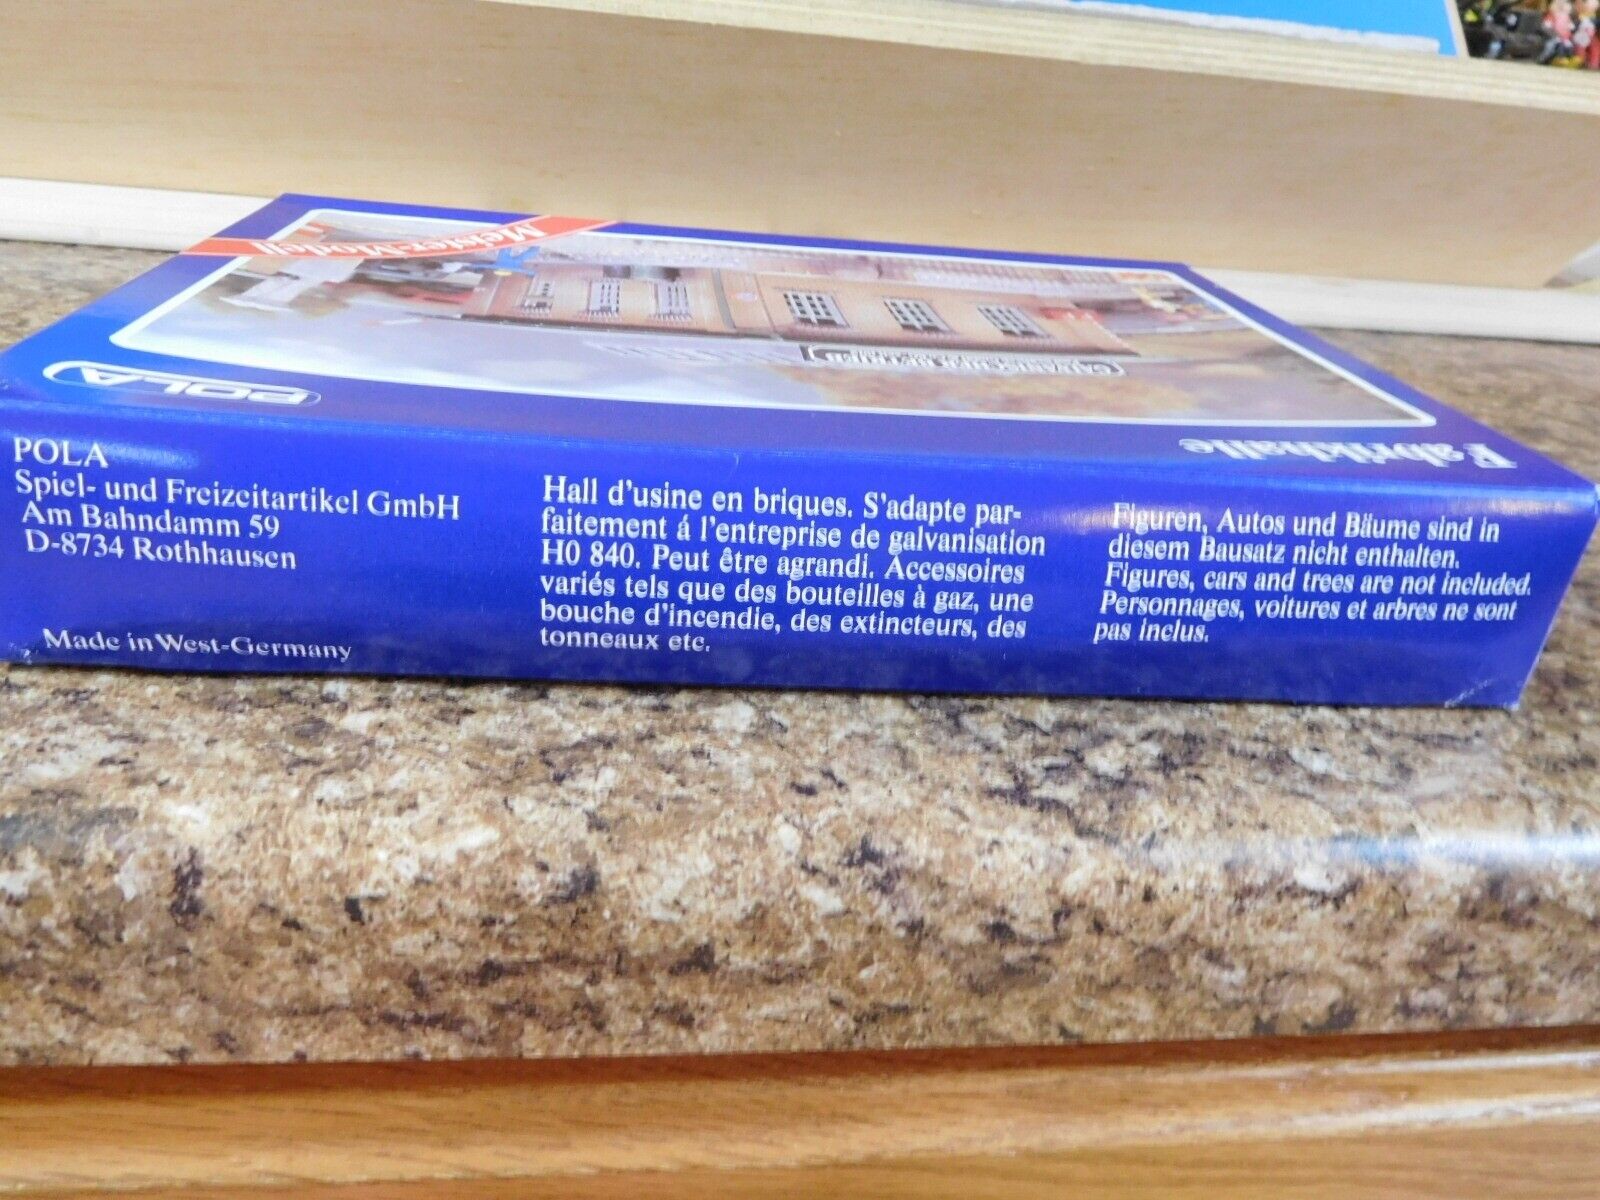 Meister-Modell
POLA
Fabrikhalle
POLA
Spiel- und Freizeitartikel GmbH
Am Bahndamm 59
D-8734 Rothhausen
Made in West-Germany
Hall d'usine en briques. S'adapte par-
faitement á l'entreprise de galvanisation
H0 840. Peut être agrandi. Accessoires
variés tels que des bouteilles à gaz, une
bouche d'incendie, des extincteurs, des
tonneaux etc.
Figuren, Autos und Bäume sind in
diesem Bausatz nicht enthalten.
Figures, cars and trees are not included.
Personnages, voitures et arbres ne sont
pas inclus.